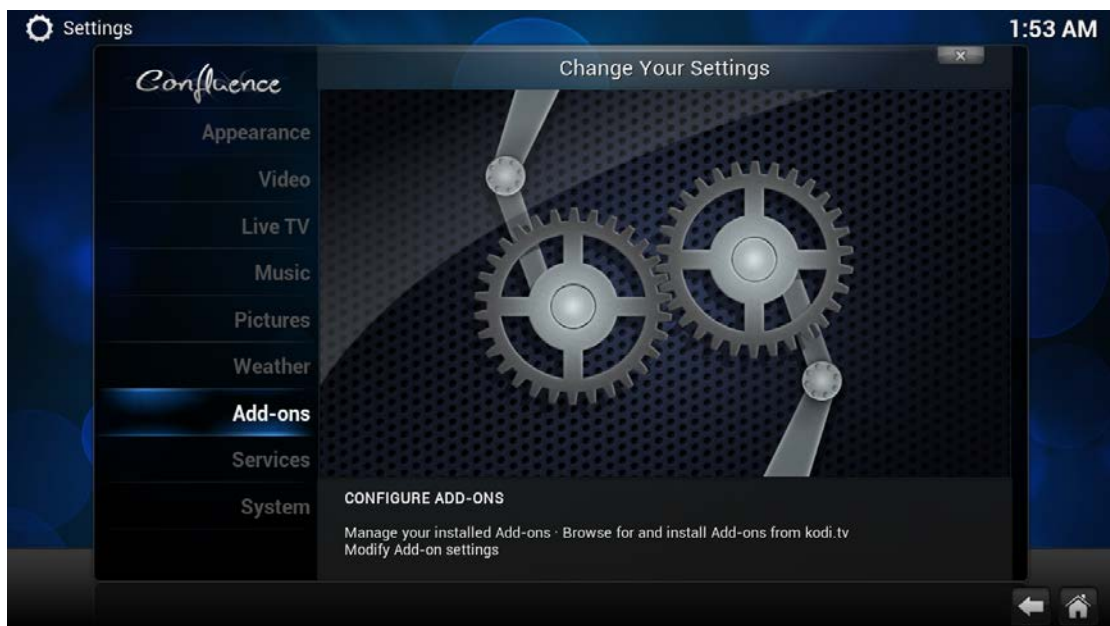 Settings
1:53 AM
Confluence
Change Your Settings
Appearance
Video
Live TV
Music
Pictures
Weather
Add-ons
Services
System
CONFIGURE ADD-ONS
Manage your installed Add-ons · Browse for and install Add-ons from kodi.tv
Modify Add-on settings